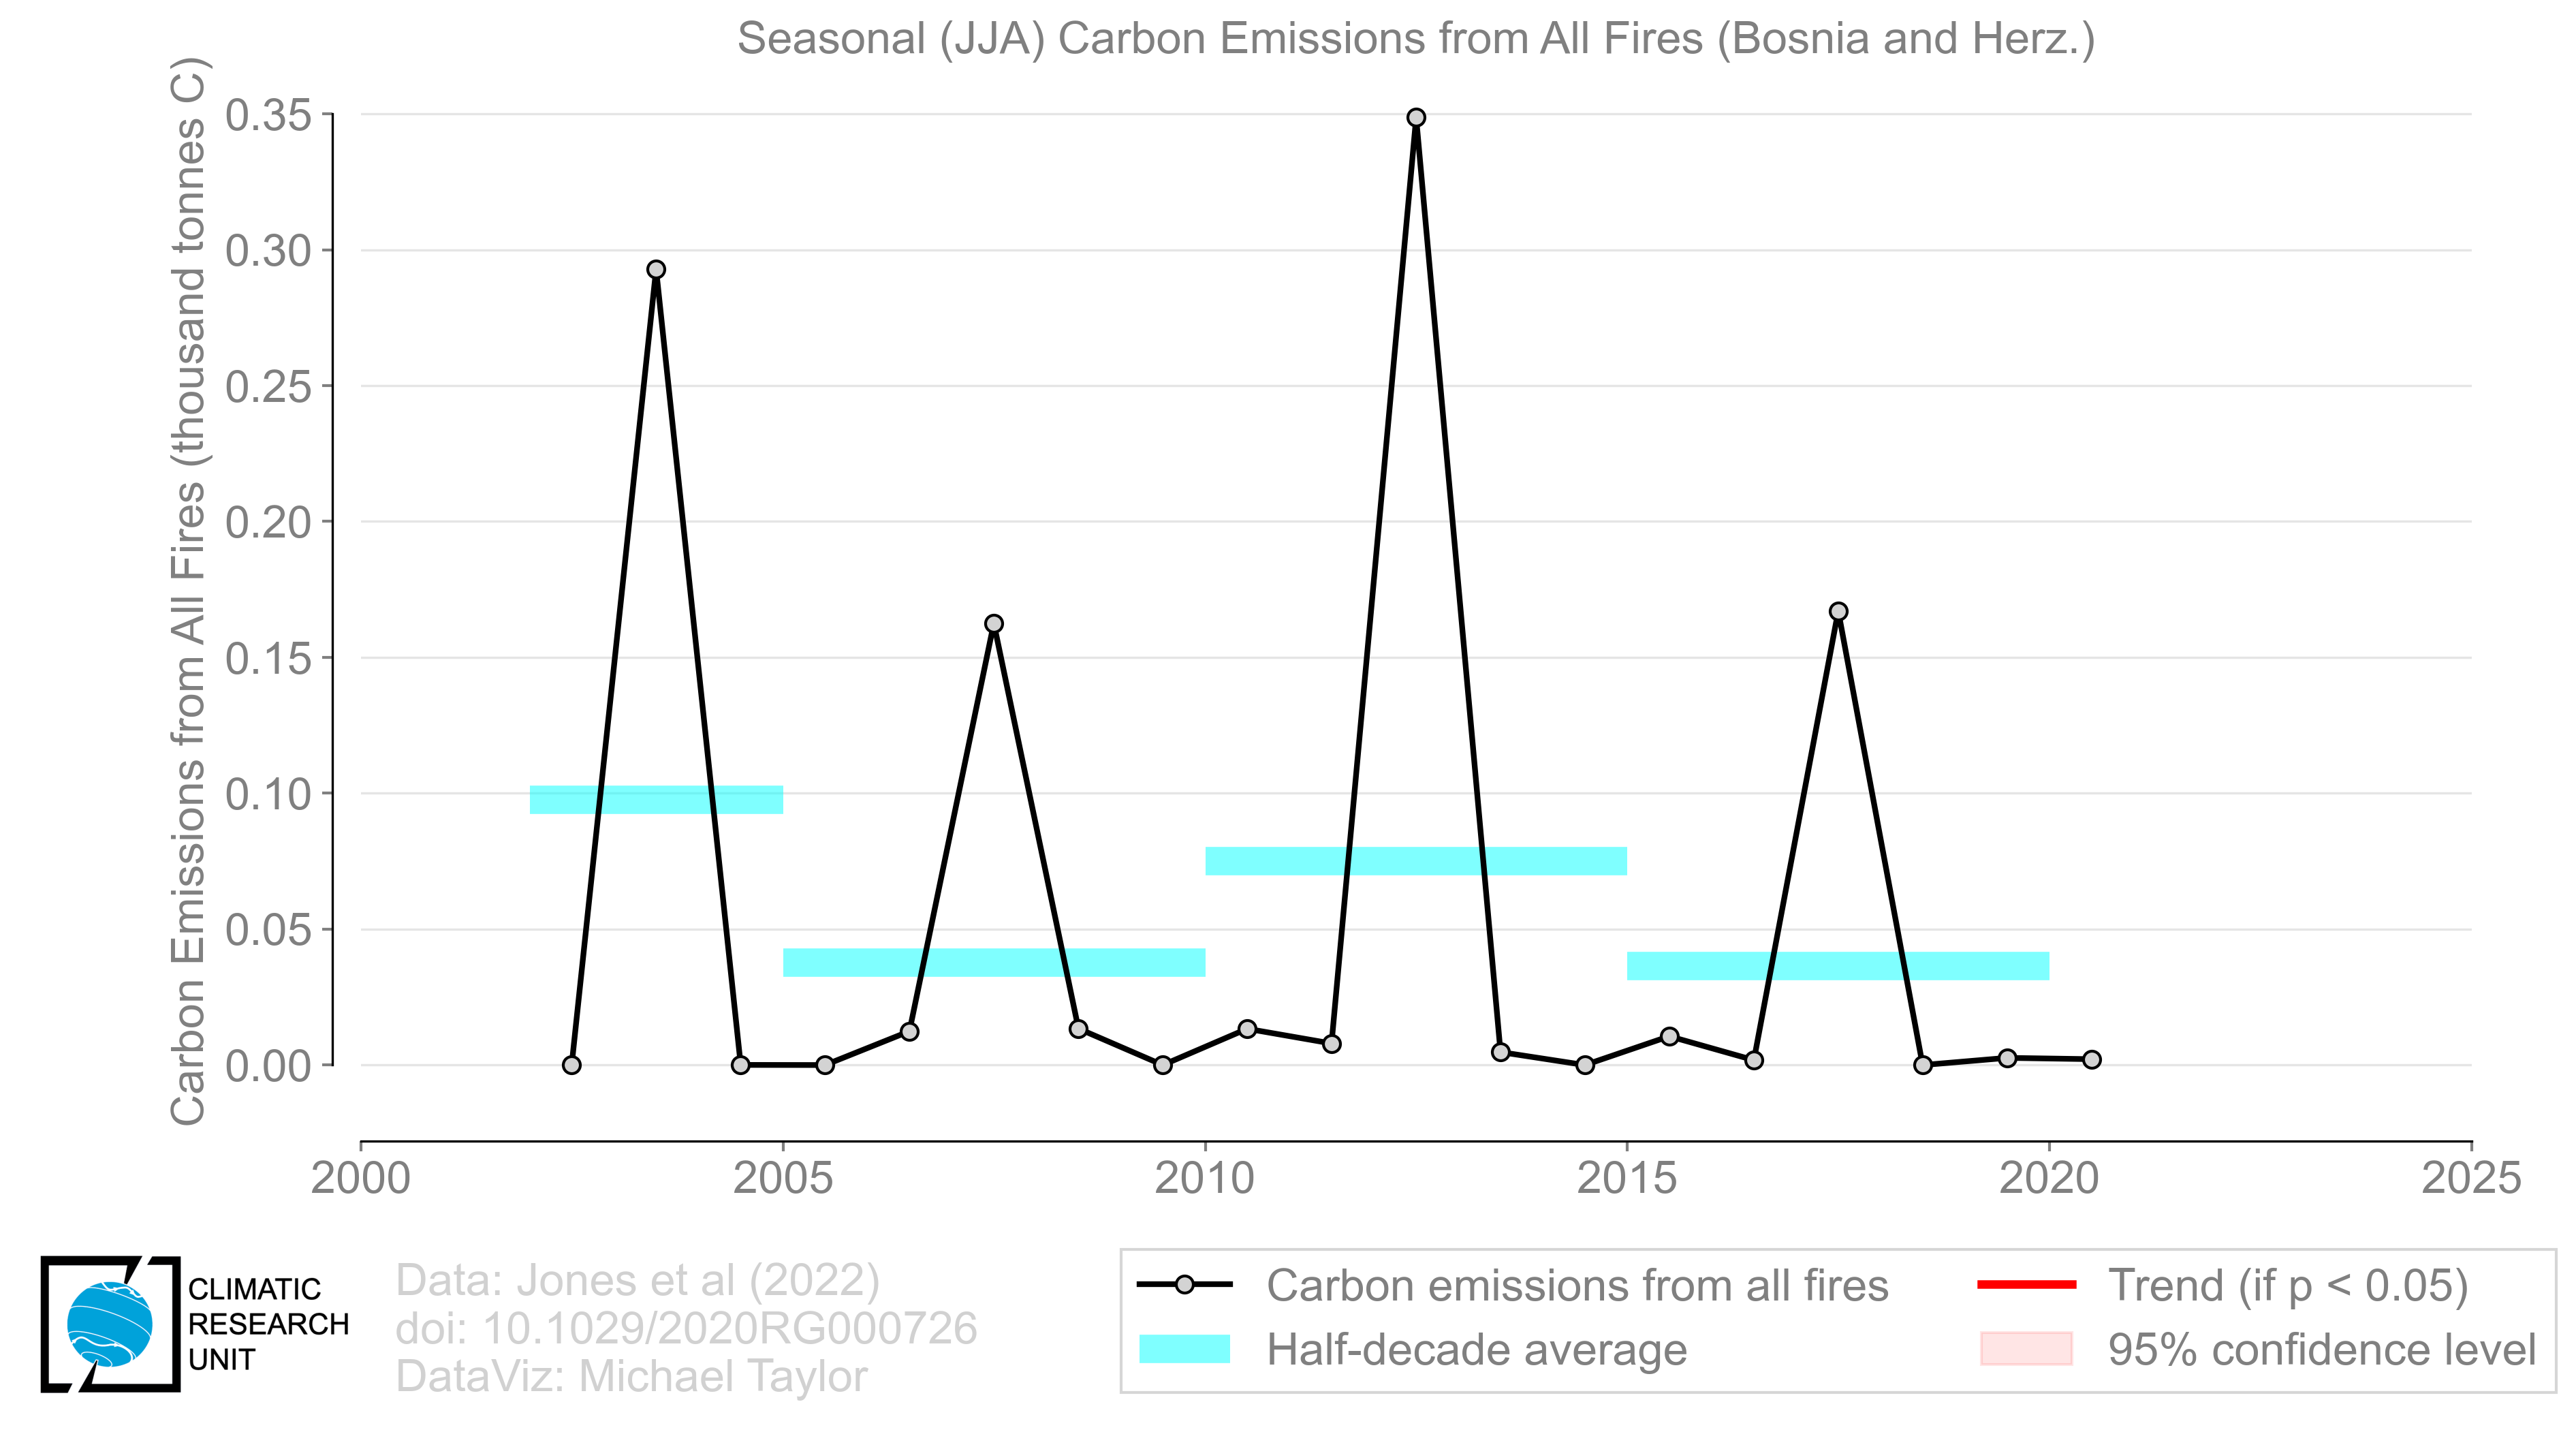 Seasonal (JJA) Carbon Emissions from All Fires (Bosnia and Herz.)
Carbon Emissions from All Fires (thousand tonnes C)
0.35
0.30
0.25
0.20
0.15
0.10
0.05
0.00
2000
2005
2010
2015
2020
2025
CLIMATIC
RESEARCH
UNIT
Data: Jones et al (2022)
doi: 10.1029/2020RG000726
DataViz: Michael Taylor
Carbon emissions from all fires
Half-decade average
Trend (if p < 0.05)
95% confidence level